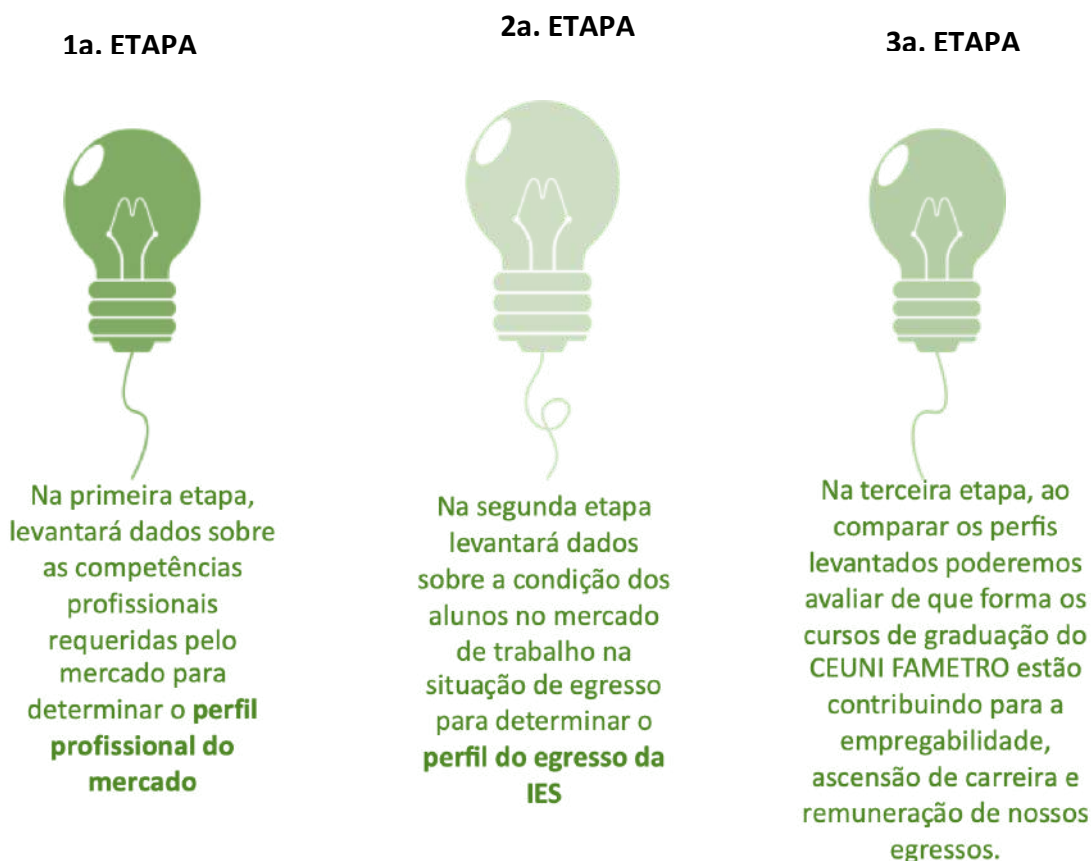 1a. ETAPA
Na primeira etapa,
levantará dados sobre
as competências
profissionais
requeridas pelo
mercado para
determinar o perfil
profissional do
mercado
2a. ETAPA
Na segunda etapa
levantará dados
sobre a condição dos
alunos no mercado
de trabalho na
situação de egresso
para determinar o
perfil do egresso da
IES
3a. ETAPA
Na terceira etapa, ao
comparar os perfis
levantados poderemos
avaliar de que forma os
cursos de graduação do
CEUNI FAMETRO estão
contribuindo para a
empregabilidade,
ascensão de carreira e
remuneração de nossos
egressos.